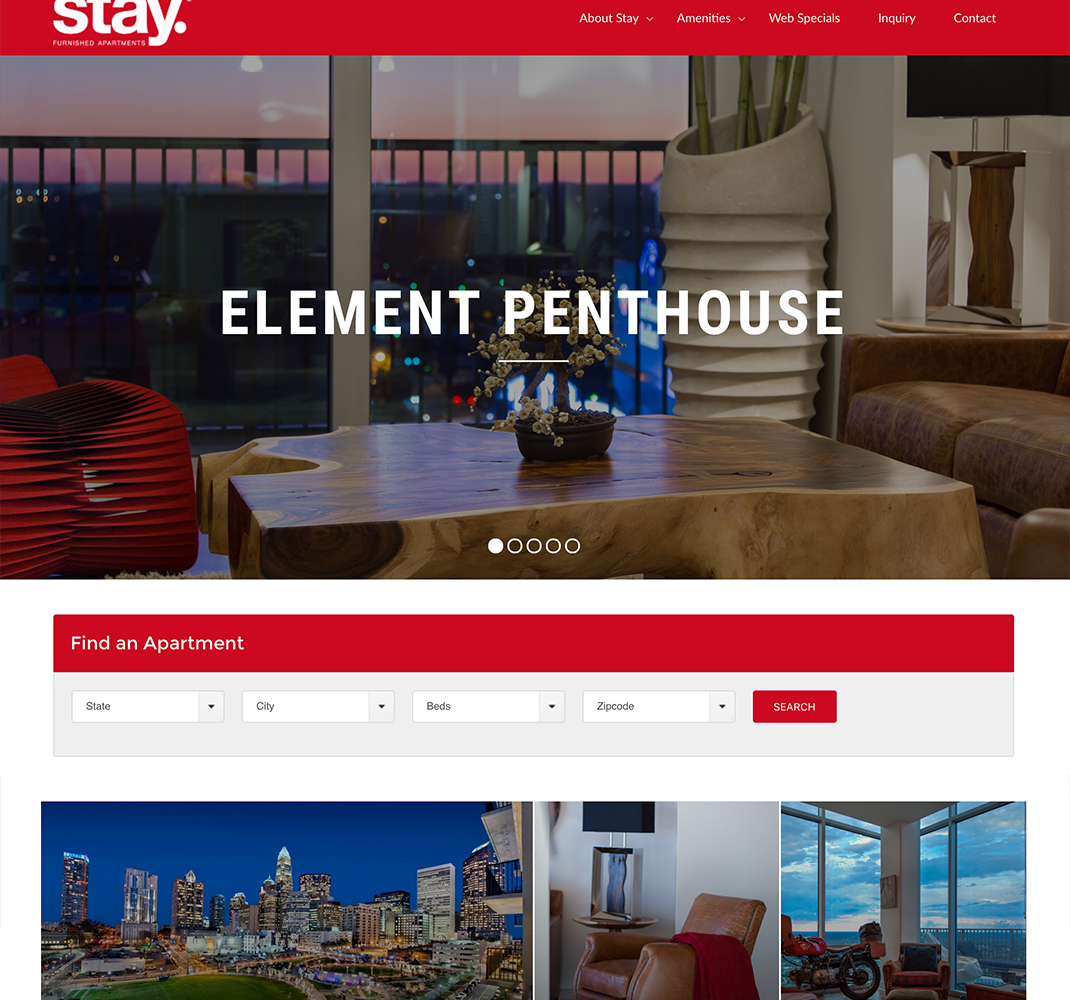 stay.
FURNISHED APARTMENTS
About Stay Amenities Web Specials Inquiry Contact
ELEMENT PENTHOUSE
Find an Apartment
State City Beds Zipcode SEARCH